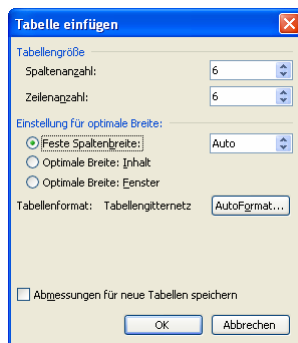 Tabelle einfügen
Tabellengröße
Spaltenanzahl: 6
Zeilenanzahl: 6
Einstellung für optimale Breite:
Feste Spaltenbreite: Auto
Optimale Breite: Inhalt
Optimale Breite: Fenster
Tabellenformat: Tabellengitternetz AutoFormat...
Abmessungen für neue Tabellen speichern
OK Abbrechen